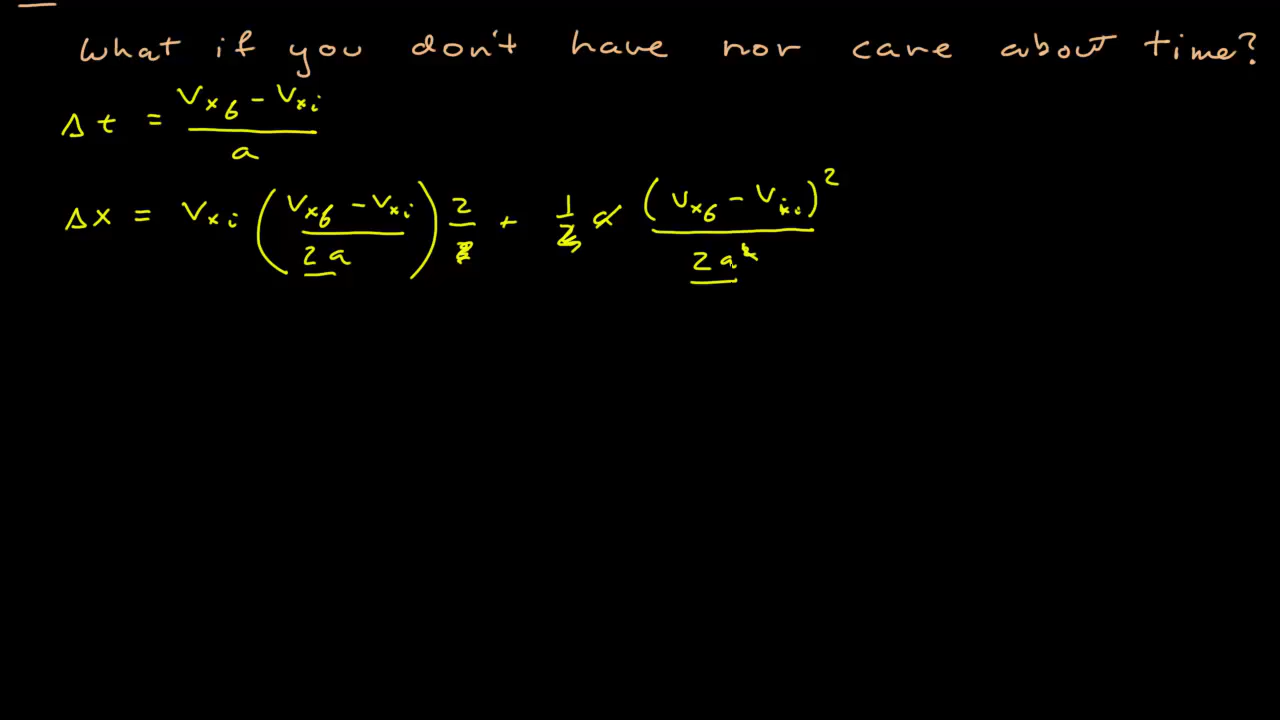 What if you don't have nor care about time?
Δt = (Vxf - Vxi) / a
Δx = Vxi ((Vxf - Vxi) / 2a) 2/2 + 1/2 a (Vxf - Vxi)² / 2a²